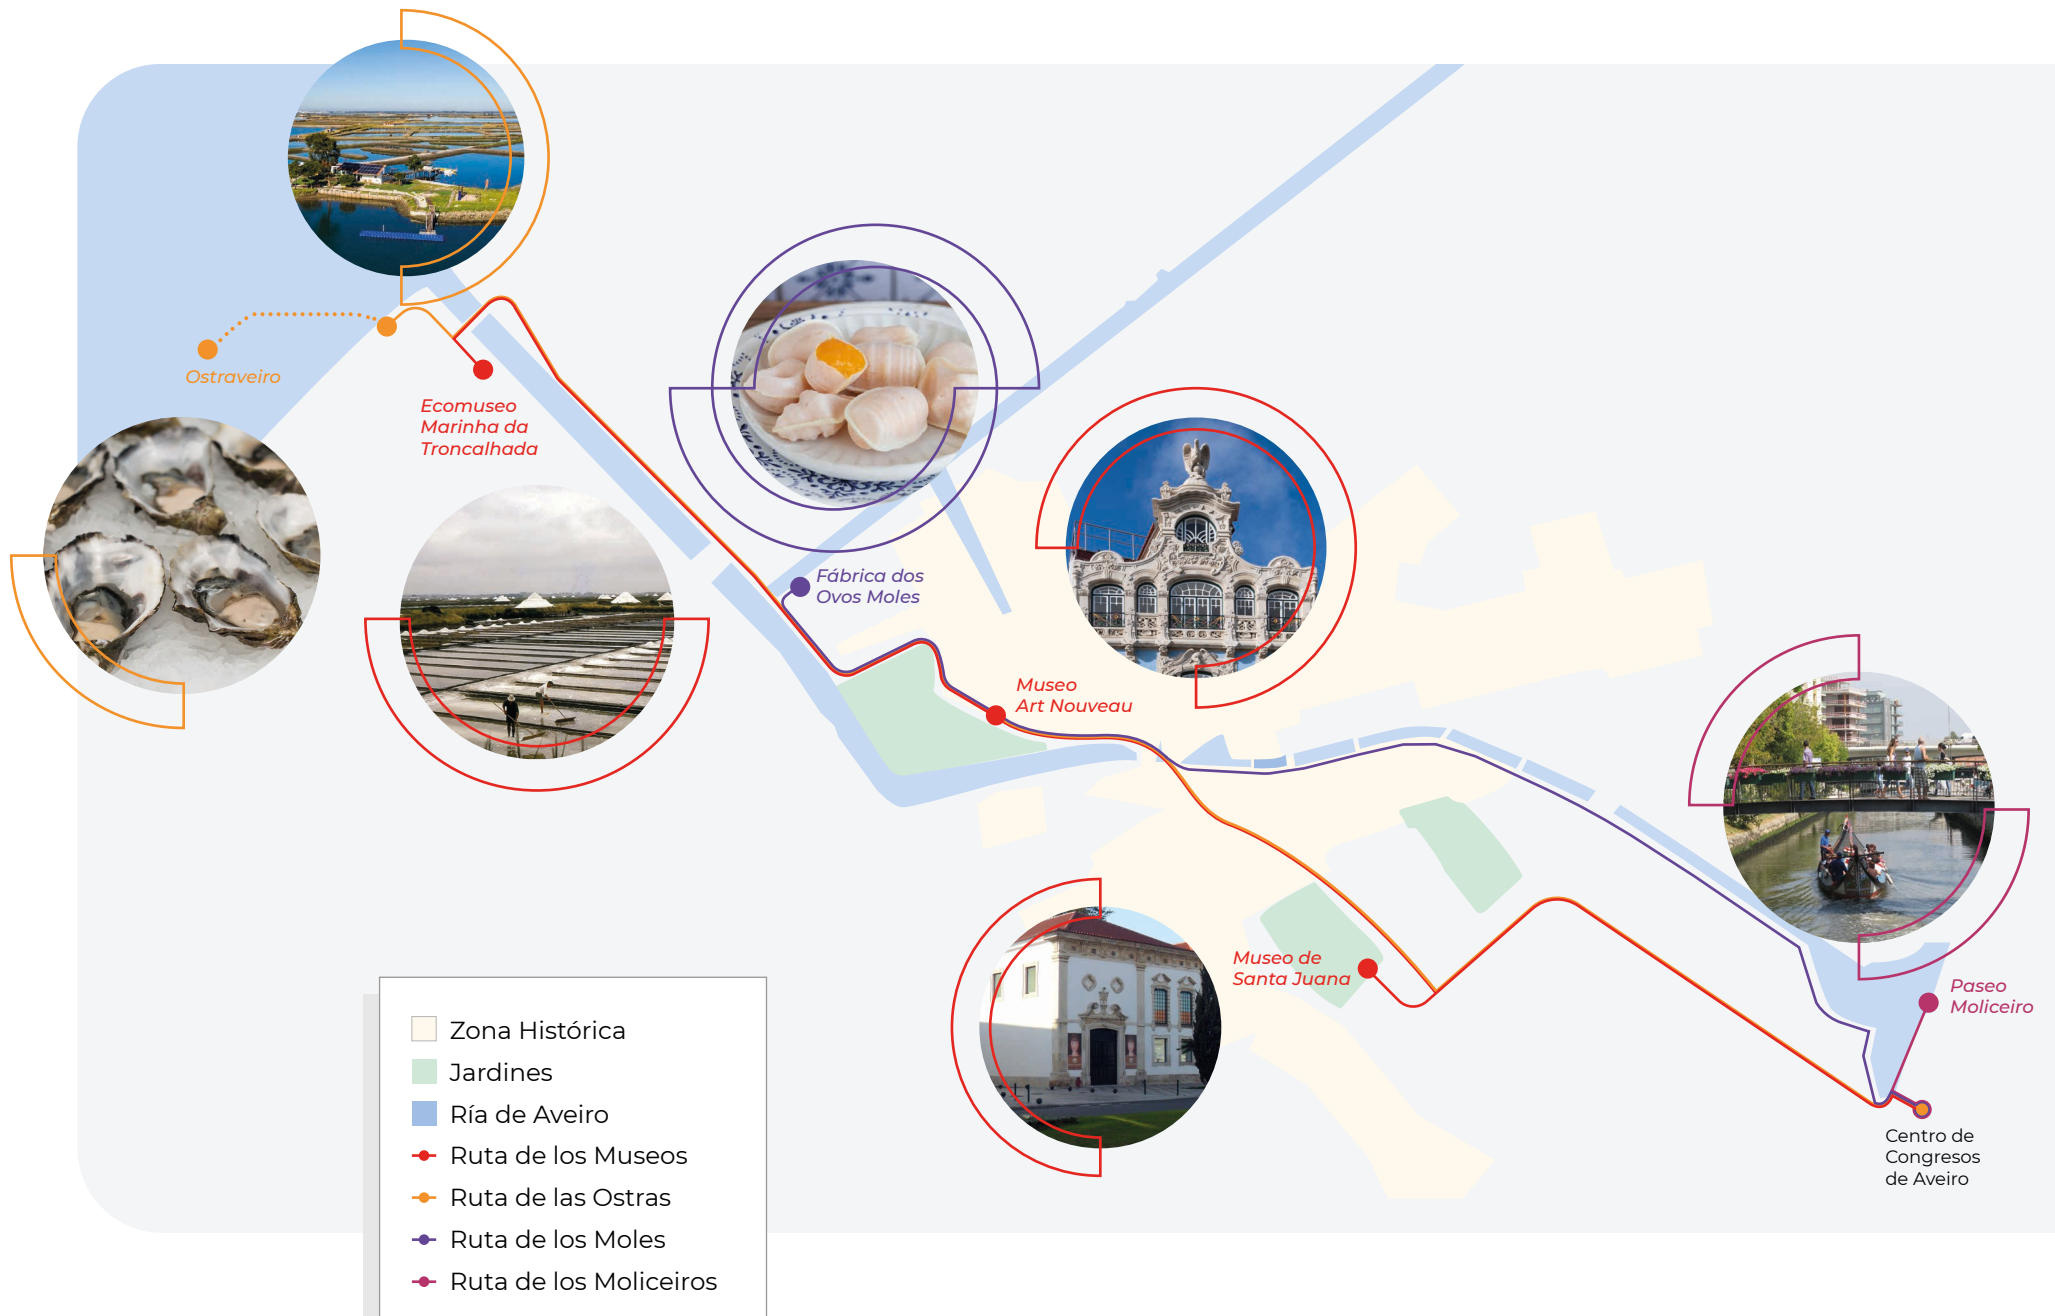 Ostraveiro
Ecomuseo
Marinha da
Troncalhada
Fábrica dos
Ovos Moles
Museo
Art Nouveau
Museo de
Santa Juana
Paseo
Moliceiro
Centro de
Congresos
de Aveiro
Zona Histórica
Jardines
Ría de Aveiro
Ruta de los Museos
Ruta de las Ostras
Ruta de los Moles
Ruta de los Moliceiros